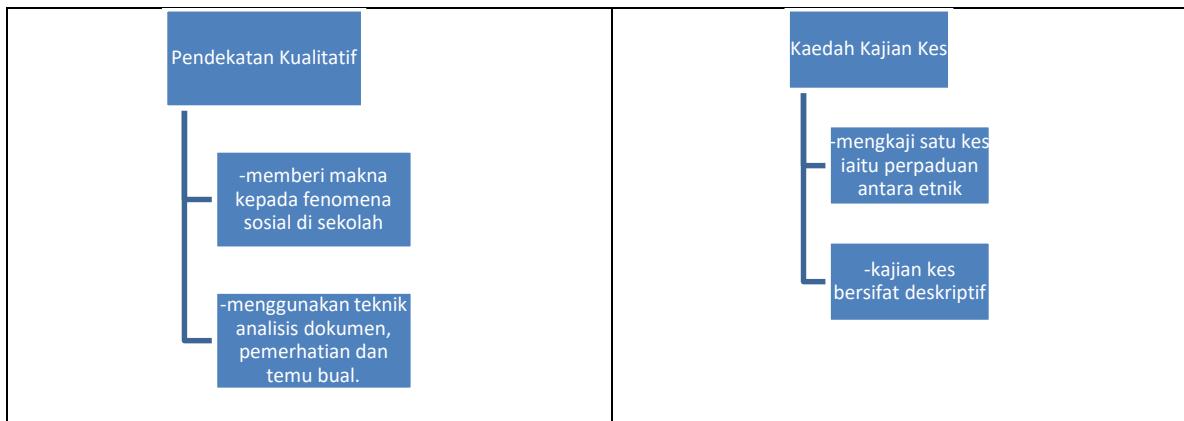 Pendekatan Kualitatif
-memberi makna
kepada fenomena
sosial di sekolah
-menggunakan teknik
analisis dokumen,
pemerhatian dan
temu bual.
Kaedah Kajian Kes
-mengkaji satu kes
iaitu perpaduan
antara etnik
-kajian kes
bersifat deskriptif